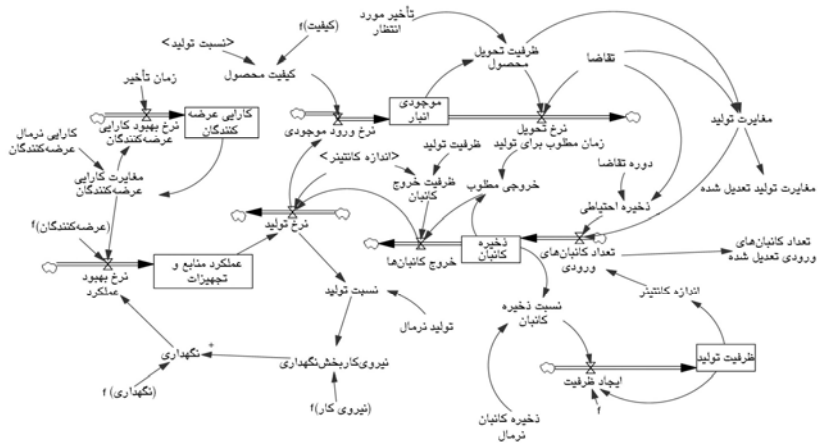 تأخیر مورد
انتظار
f(کیفیت)
<نسبت تولید>
کیفیت محصول
ظرفیت تحویل
محصول
تقاضا
زمان تأخیر
موجودی
انبار
کارایی عرضه
کنندگان
نرخ بهبود کارایی
عرضه‌کنندگان
نرخ ورود موجودی
نرخ تحویل
مغایرت تولید
کارایی نرمال
عرضه‌کنندگان
ظرفیت تولید
زمان مطلوب برای تولید
<اندازه کانتینر>
مغایرت کارایی
عرضه‌کنندگان
ظرفیت خروج
کانبان
خروجی مطلوب
دوره تقاضا
مغایرت تولید تعدیل شده
ذخیره احتیاطی
f(عرضه‌کنندگان)
نرخ تولید
ذخیره
کانبان
خروج کانبان‌ها
تعداد کانبان‌های
ورودی
تعداد کانبان‌های
ورودی تعدیل شده
عملکرد منابع و
تجهیزات
نرخ بهبود
عملکرد
نسبت تولید
اندازه کانتینر
نسبت ذخیره
کانبان
تولید نرمال
نگهداری
+
نیروی‌کاربخش‌نگهداری
ظرفیت تولید
ایجاد ظرفیت
f
f (نگهداری)
f (نیروی کار)
ذخیره کانبان
نرمال